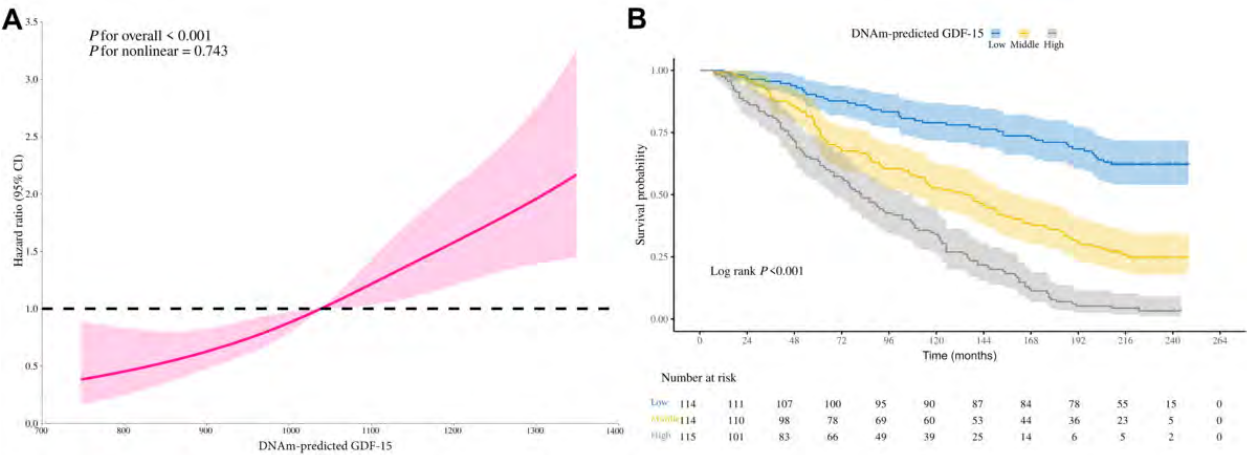 A
P for overall < 0.001
P for nonlinear = 0.743
Hazard ratio (95% CI)
3.5
3.0
2.5
2.0
1.5
1.0
0.5
0.0
700 800 900 1000 1100 1200 1300 1400
DNAm-predicted GDF-15
B
DNAm-predicted GDF-15
Low Middle High
Survival probability
1.00
0.75
0.50
0.25
0.00
Log rank P<0.001
0 24 48 72 96 120 144 168 192 216 240 264
Time (months)
Number at risk
Low 114 111 107 100 95 90 87 84 78 55 15 0
Middle 114 110 98 78 69 60 53 44 36 23 5 0
High 115 101 83 66 49 39 25 14 6 5 2 0